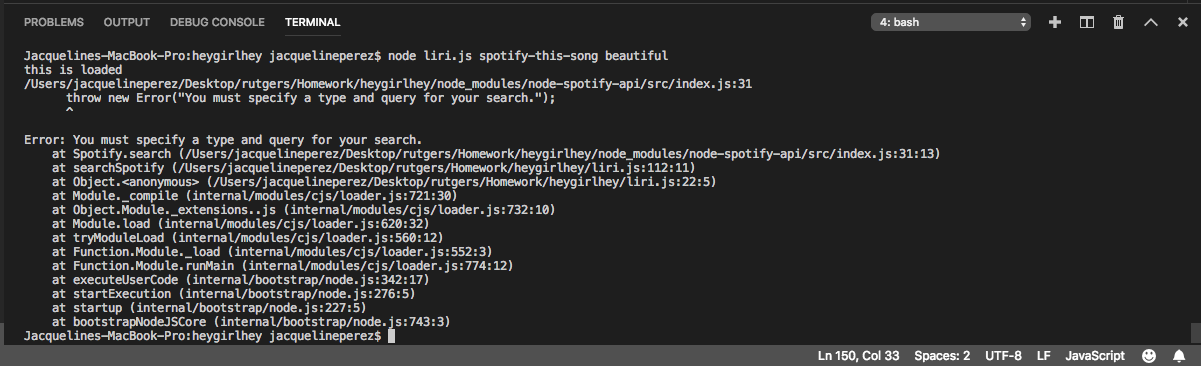 PROBLEMS OUTPUT DEBUG CONSOLE TERMINAL 4: bash
Jacquelines-MacBook-Pro:heygirlhey jacquelineperez$ node liri.js spotify-this-song beautiful
this is loaded
/Users/jacquelineperez/Desktop/rutgers/Homework/heygirlhey/node_modules/node-spotify-api/src/index.js:31
      throw new Error("You must specify a type and query for your search.");
      ^
Error: You must specify a type and query for your search.
    at Spotify.search (/Users/jacquelineperez/Desktop/rutgers/Homework/heygirlhey/node_modules/node-spotify-api/src/index.js:31:13)
    at searchSpotify (/Users/jacquelineperez/Desktop/rutgers/Homework/heygirlhey/liri.js:112:11)
    at Object.<anonymous> (/Users/jacquelineperez/Desktop/rutgers/Homework/heygirlhey/liri.js:22:5)
    at Module._compile (internal/modules/cjs/loader.js:721:30)
    at Object.Module._extensions..js (internal/modules/cjs/loader.js:732:10)
    at Module.load (internal/modules/cjs/loader.js:620:32)
    at tryModuleLoad (internal/modules/cjs/loader.js:560:12)
    at Function.Module._load (internal/modules/cjs/loader.js:552:3)
    at Function.Module.runMain (internal/modules/cjs/loader.js:774:12)
    at executeUserCode (internal/bootstrap/node.js:342:17)
    at startExecution (internal/bootstrap/node.js:276:5)
    at startup (internal/bootstrap/node.js:227:5)
    at bootstrapNodeJSCore (internal/bootstrap/node.js:743:3)
Jacquelines-MacBook-Pro:heygirlhey jacquelineperez$
Ln 150, Col 33 Spaces: 2 UTF-8 LF JavaScript